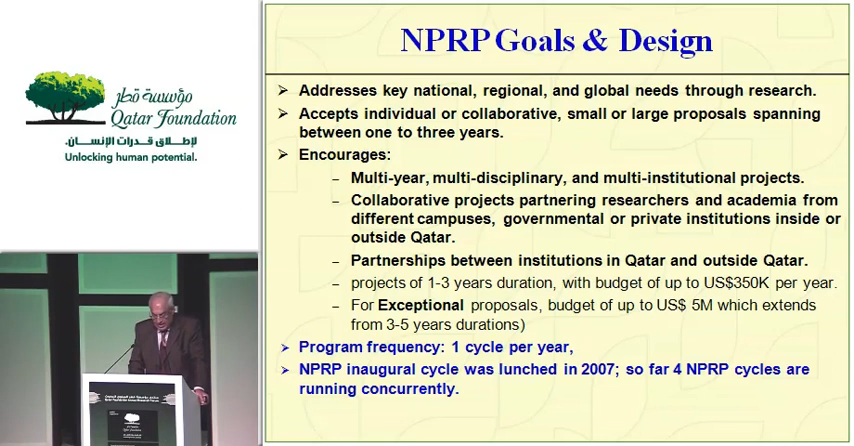 مؤسسة قطر
Qatar Foundation
لإطلاق قدرات الإنسان.
Unlocking human potential.
NPRP Goals & Design
➢ Addresses key national, regional, and global needs through research.
➢ Accepts individual or collaborative, small or large proposals spanning
between one to three years.
➢ Encourages:
– Multi-year, multi-disciplinary, and multi-institutional projects.
– Collaborative projects partnering researchers and academia from
different campuses, governmental or private institutions inside or
outside Qatar.
– Partnerships between institutions in Qatar and outside Qatar.
– projects of 1-3 years duration, with budget of up to US$350K per year.
– For Exceptional proposals, budget of up to US$ 5M which extends
from 3-5 years durations)
➢ Program frequency: 1 cycle per year,
➢ NPRP inaugural cycle was lunched in 2007; so far 4 NPRP cycles are
running concurrently.